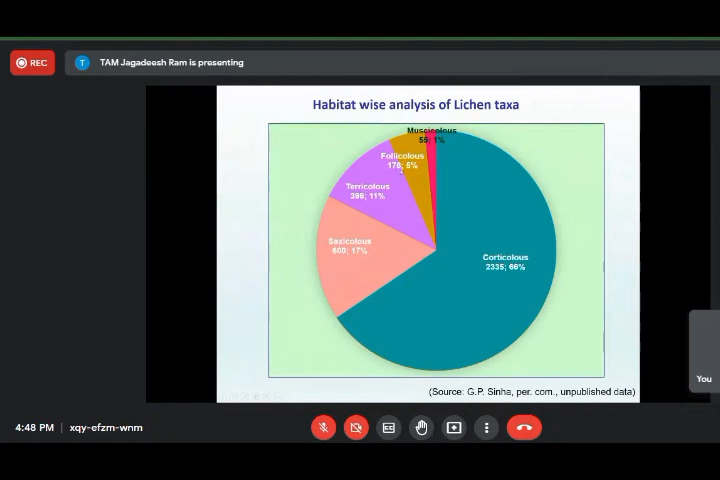 REC
T
TAM Jagadeesh Ram is presenting
Habitat wise analysis of Lichen taxa
Muscicolous
55; 1%
Follicolous
176; 5%
Terricolous
396; 11%
Saxicolous
600; 17%
Corticolous
2335; 66%
(Source: G.P. Sinha, per. com., unpublished data)
You
4:48 PM | xqy-efzm-wnm
CC